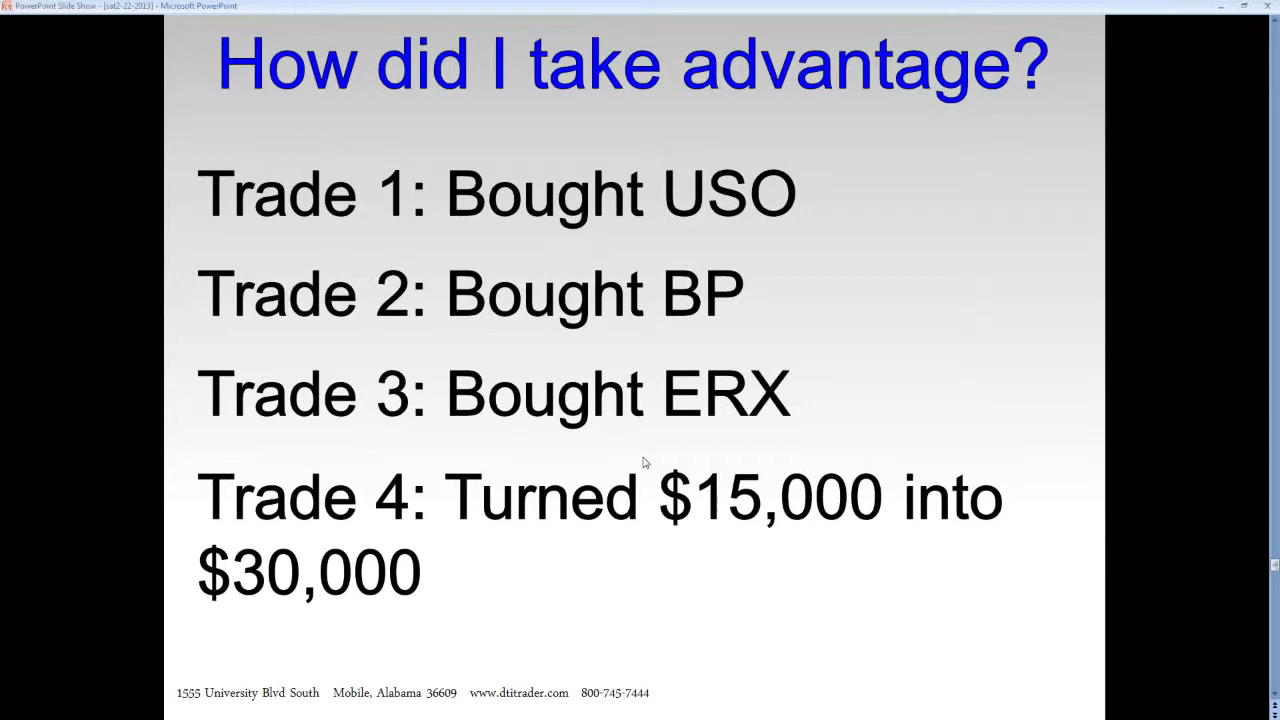 PowerPoint Slide Show - [sat2-22-2013] - Microsoft PowerPoint
How did I take advantage?
Trade 1: Bought USO
Trade 2: Bought BP
Trade 3: Bought ERX
Trade 4: Turned $15,000 into
$30,000
1555 University Blvd South Mobile, Alabama 36609 www.dtitrader.com 800-745-7444